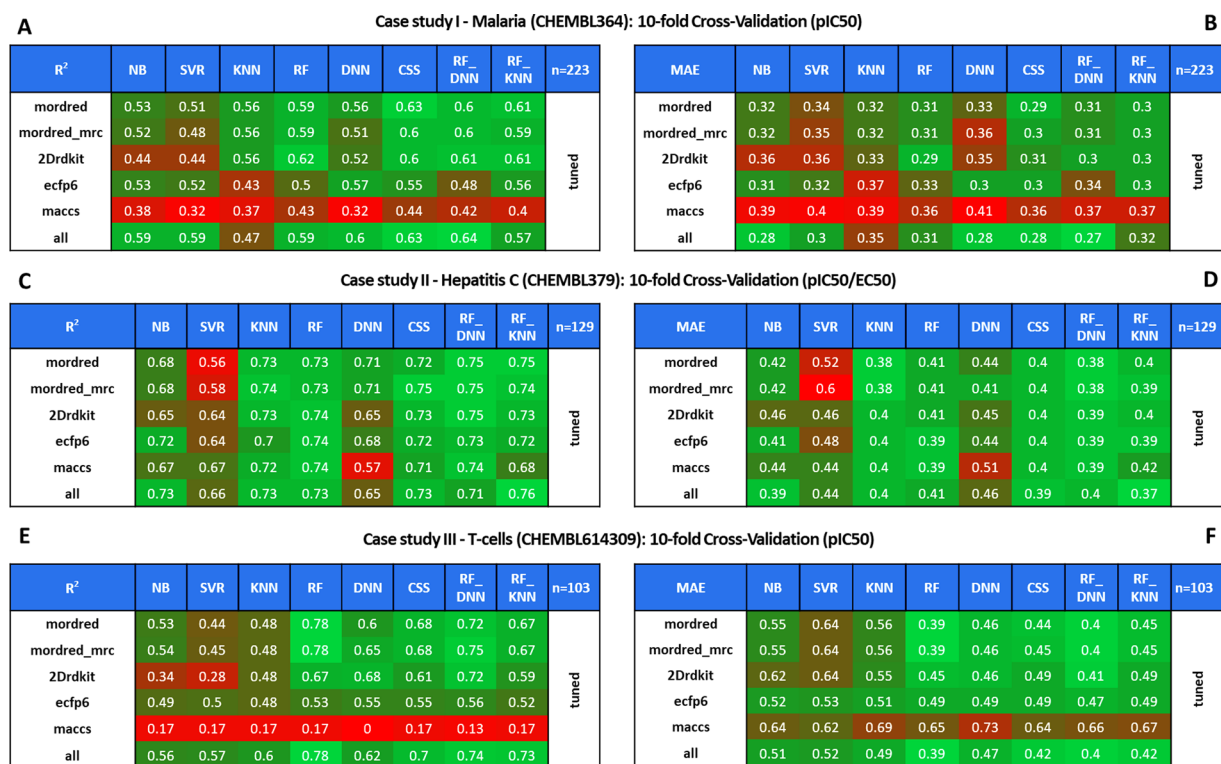 A Case study I - Malaria (CHEMBL364): 10-fold Cross-Validation (pIC50) B
R² NB SVR KNN RF DNN CSS RF_DNN RF_KNN n=223
mordred 0.53 0.51 0.56 0.59 0.56 0.63 0.6 0.61
mordred_mrc 0.52 0.48 0.56 0.59 0.51 0.6 0.6 0.59
2Drdkit 0.44 0.44 0.56 0.62 0.52 0.6 0.61 0.61
ecfp6 0.53 0.52 0.43 0.5 0.57 0.55 0.48 0.56
maccs 0.38 0.32 0.37 0.43 0.32 0.44 0.42 0.4
all 0.59 0.59 0.47 0.59 0.6 0.63 0.64 0.57
tuned
MAE NB SVR KNN RF DNN CSS RF_DNN RF_KNN n=223
mordred 0.32 0.34 0.32 0.31 0.33 0.29 0.31 0.3
mordred_mrc 0.32 0.35 0.32 0.31 0.36 0.3 0.31 0.3
2Drdkit 0.36 0.36 0.33 0.29 0.35 0.31 0.3 0.3
ecfp6 0.31 0.32 0.37 0.33 0.3 0.3 0.34 0.3
maccs 0.39 0.4 0.39 0.36 0.41 0.36 0.37 0.37
all 0.28 0.3 0.35 0.31 0.28 0.28 0.27 0.32
tuned
C Case study II - Hepatitis C (CHEMBL379): 10-fold Cross-Validation (pIC50/EC50) D
R² NB SVR KNN RF DNN CSS RF_DNN RF_KNN n=129
mordred 0.68 0.56 0.73 0.73 0.71 0.72 0.75 0.75
mordred_mrc 0.68 0.58 0.74 0.73 0.71 0.75 0.75 0.74
2Drdkit 0.65 0.64 0.73 0.74 0.65 0.73 0.75 0.73
ecfp6 0.72 0.64 0.7 0.74 0.68 0.72 0.73 0.72
maccs 0.67 0.67 0.72 0.74 0.57 0.71 0.74 0.68
all 0.73 0.66 0.73 0.73 0.65 0.73 0.71 0.76
tuned
MAE NB SVR KNN RF DNN CSS RF_DNN RF_KNN n=129
mordred 0.42 0.52 0.38 0.41 0.44 0.4 0.38 0.4
mordred_mrc 0.42 0.6 0.38 0.41 0.41 0.4 0.38 0.39
2Drdkit 0.46 0.46 0.4 0.41 0.45 0.4 0.39 0.4
ecfp6 0.41 0.48 0.4 0.39 0.44 0.4 0.39 0.39
maccs 0.44 0.44 0.4 0.39 0.51 0.4 0.39 0.42
all 0.39 0.44 0.4 0.41 0.46 0.39 0.4 0.37
tuned
E Case study III - T-cells (CHEMBL614309): 10-fold Cross-Validation (pIC50) F
R² NB SVR KNN RF DNN CSS RF_DNN RF_KNN n=103
mordred 0.53 0.44 0.48 0.78 0.6 0.68 0.72 0.67
mordred_mrc 0.54 0.45 0.48 0.78 0.65 0.68 0.75 0.67
2Drdkit 0.34 0.28 0.48 0.67 0.68 0.61 0.72 0.59
ecfp6 0.49 0.5 0.48 0.53 0.55 0.55 0.56 0.52
maccs 0.17 0.17 0.17 0.17 0 0.17 0.13 0.17
all 0.56 0.57 0.6 0.78 0.62 0.7 0.74 0.73
tuned
MAE NB SVR KNN RF DNN CSS RF_DNN RF_KNN n=103
mordred 0.55 0.64 0.56 0.39 0.46 0.44 0.4 0.45
mordred_mrc 0.55 0.64 0.56 0.39 0.46 0.45 0.4 0.45
2Drdkit 0.62 0.64 0.55 0.45 0.46 0.49 0.41 0.49
ecfp6 0.52 0.53 0.51 0.49 0.49 0.49 0.47 0.49
maccs 0.64 0.62 0.69 0.65 0.73 0.64 0.66 0.67
all 0.51 0.52 0.49 0.39 0.47 0.42 0.4 0.42
tuned